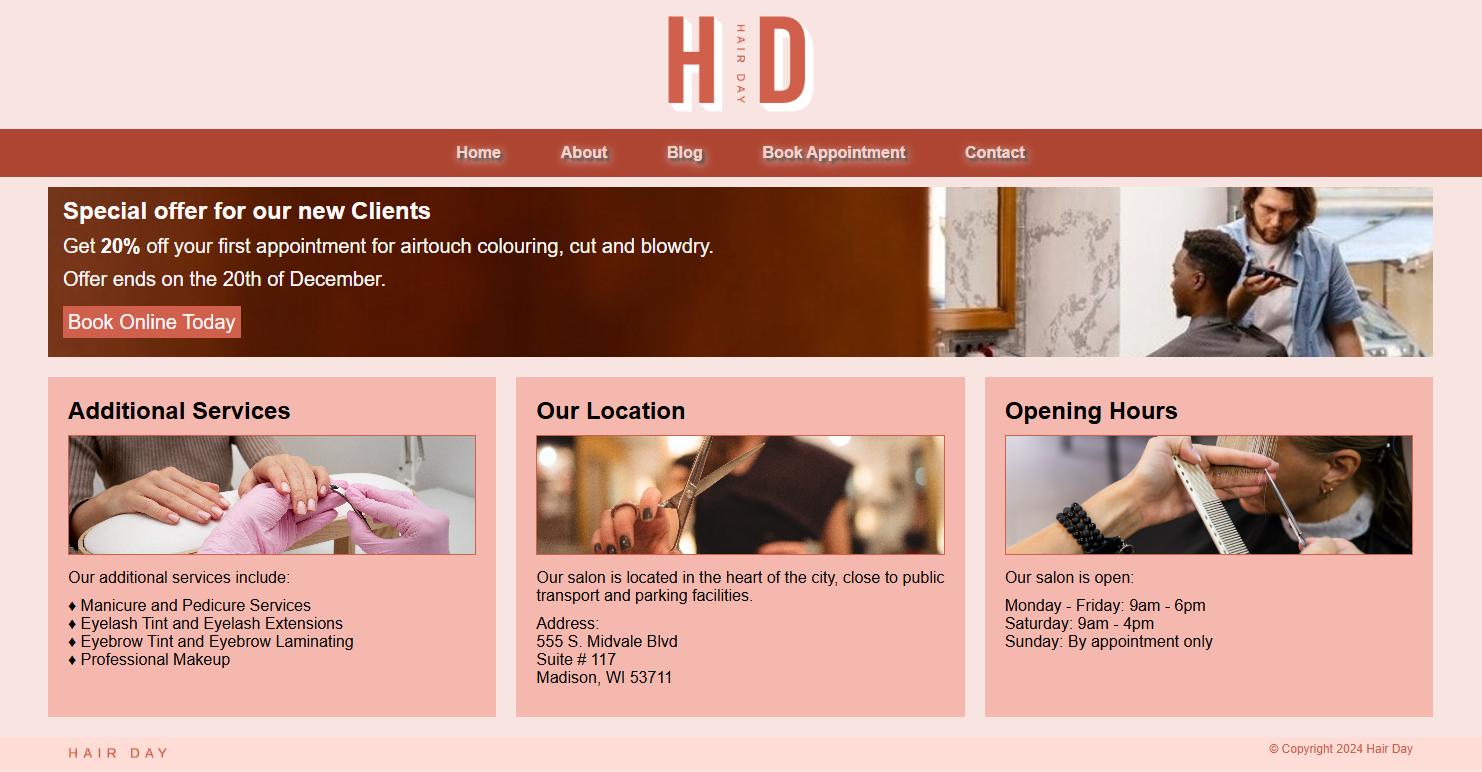 H HAIR DAY D
Home About Blog Book Appointment Contact
Special offer for our new Clients
Get 20% off your first appointment for airtouch colouring, cut and blowdry.
Offer ends on the 20th of December.
Book Online Today
Additional Services
Our additional services include:
♦ Manicure and Pedicure Services
♦ Eyelash Tint and Eyelash Extensions
♦ Eyebrow Tint and Eyebrow Laminating
♦ Professional Makeup
Our Location
Our salon is located in the heart of the city, close to public
transport and parking facilities.
Address:
555 S. Midvale Blvd
Suite # 117
Madison, WI 53711
Opening Hours
Our salon is open:
Monday - Friday: 9am - 6pm
Saturday: 9am - 4pm
Sunday: By appointment only
HAIR DAY
© Copyright 2024 Hair Day